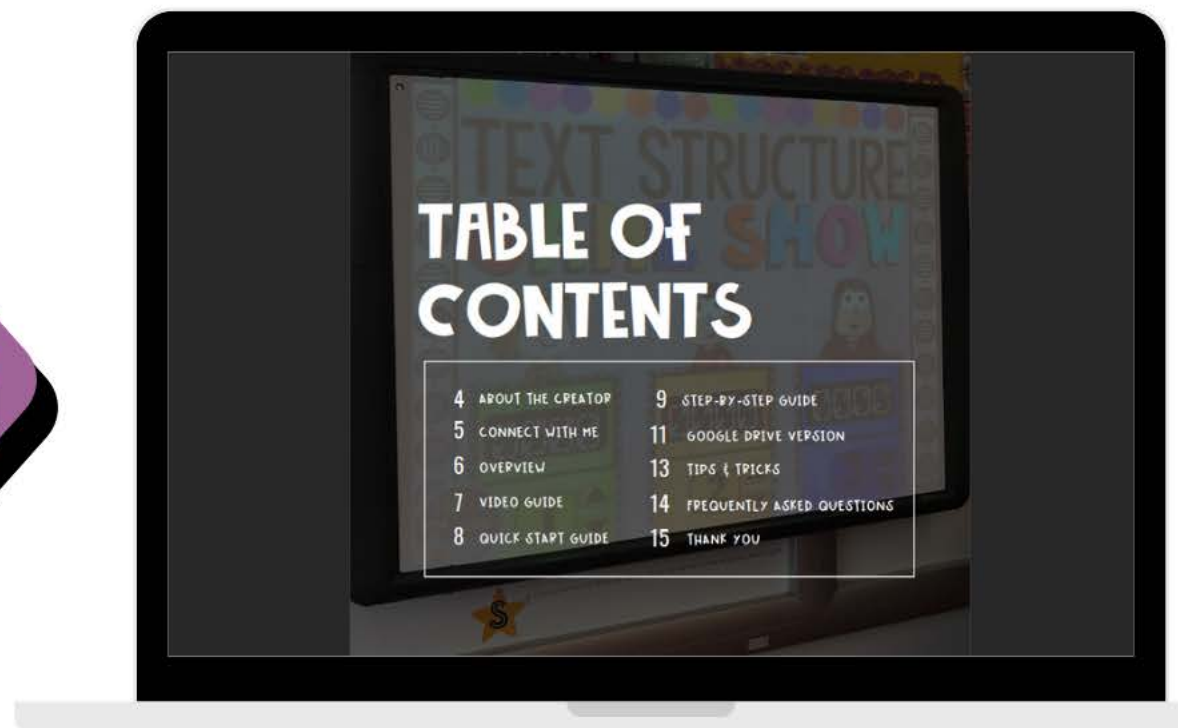 TEXT STRUCTURE
GAME SHOW
TABLE OF
CONTENTS
4 ABOUT THE CREATOR
5 CONNECT WITH ME
6 OVERVIEW
7 VIDEO GUIDE
8 QUICK START GUIDE
9 STEP-BY-STEP GUIDE
11 GOOGLE DRIVE VERSION
13 TIPS & TRICKS
14 FREQUENTLY ASKED QUESTIONS
15 THANK YOU
S